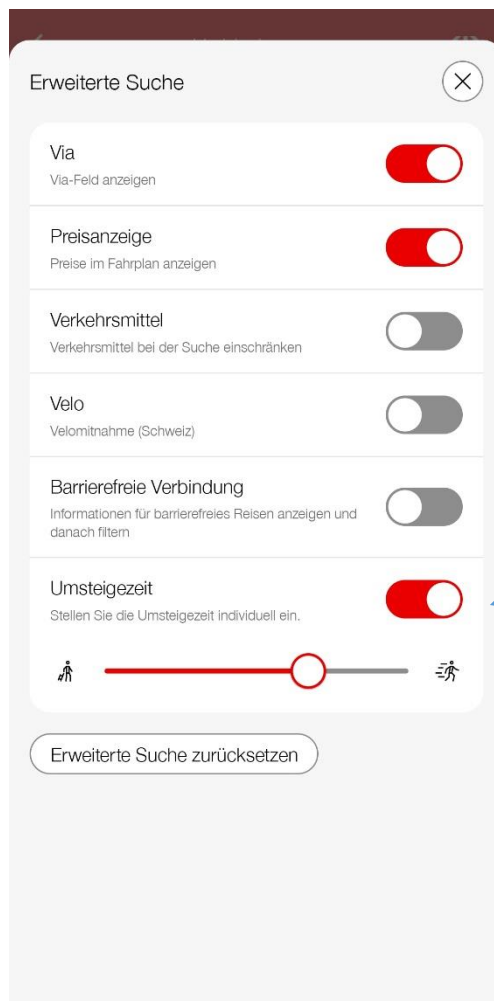 Erweiterte Suche
Via
Via-Feld anzeigen
Preisanzeige
Preise im Fahrplan anzeigen
Verkehrsmittel
Verkehrsmittel bei der Suche einschränken
Velo
Velomitnahme (Schweiz)
Barrierefreie Verbindung
Informationen für barrierefreies Reisen anzeigen und
danach filtern
Umsteigezeit
Stellen Sie die Umsteigezeit individuell ein.
Erweiterte Suche zurücksetzen